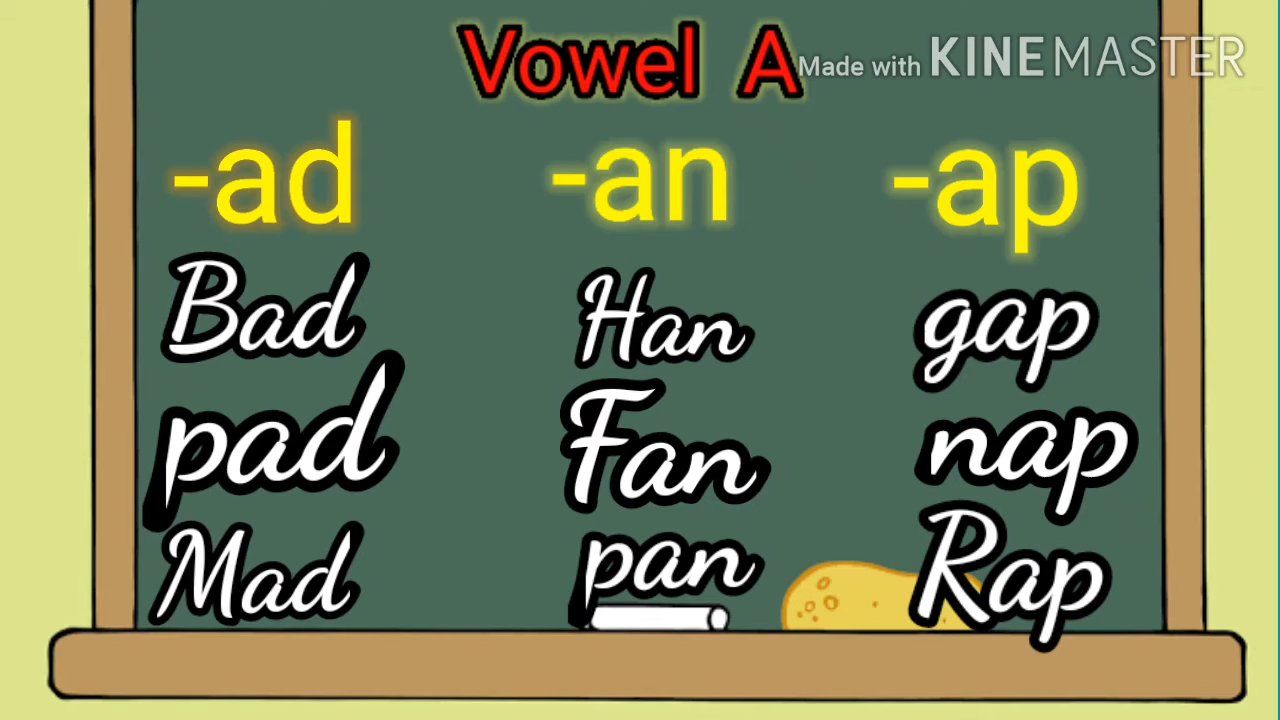 Vowel A
Made with KINEMASTER
-ad -an -ap
Bad Han gap
pad Fan nap
Mad pan Rap